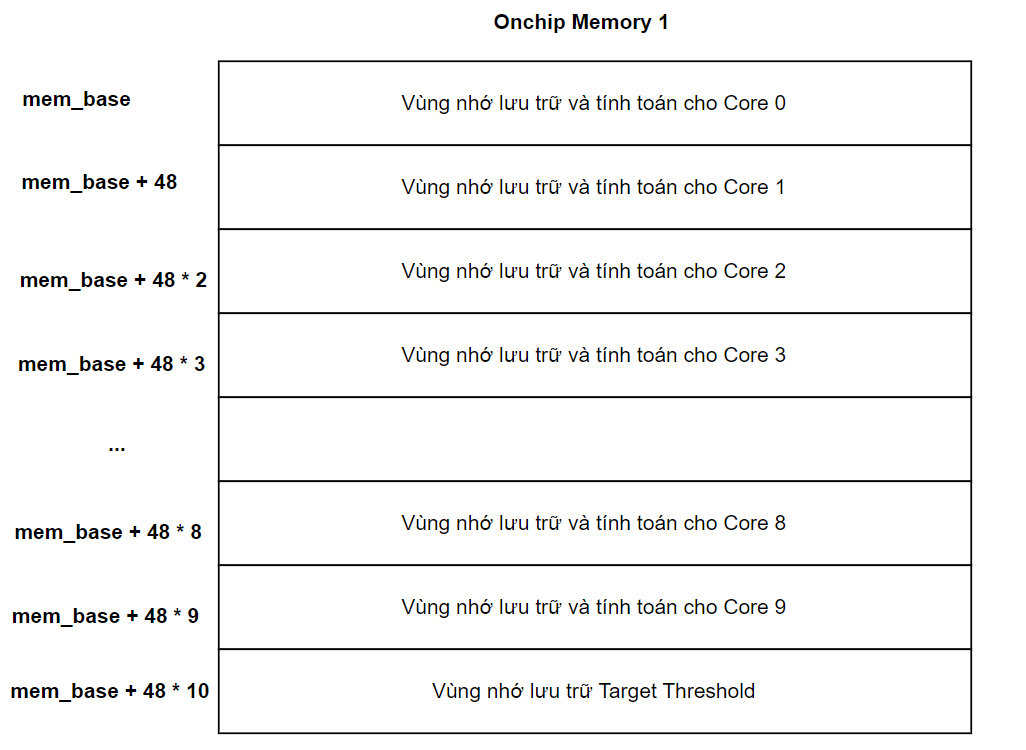 Onchip Memory 1
mem_base
Vùng nhớ lưu trữ và tính toán cho Core 0
mem_base + 48
Vùng nhớ lưu trữ và tính toán cho Core 1
mem_base + 48 * 2
Vùng nhớ lưu trữ và tính toán cho Core 2
mem_base + 48 * 3
Vùng nhớ lưu trữ và tính toán cho Core 3
...
mem_base + 48 * 8
Vùng nhớ lưu trữ và tính toán cho Core 8
mem_base + 48 * 9
Vùng nhớ lưu trữ và tính toán cho Core 9
mem_base + 48 * 10
Vùng nhớ lưu trữ Target Threshold